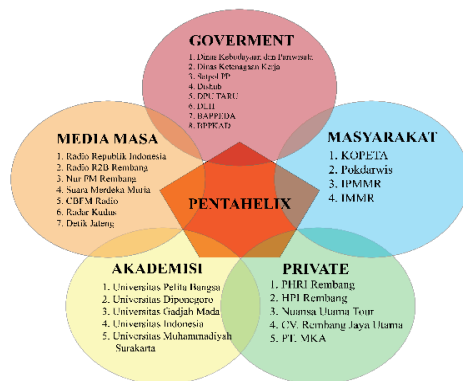 GOVERMENT
1. Dinas Kebudayaan dan Pariwisata
2. Dinas Ketenagaan Kerja
3. Satpol PP
4. Dishub
5. DPU TARU
6. DLH
7. BAPPEDA
8. BPPKAD
MEDIA MASA
1. Radio Republik Indonesia
2. Radio R2B Rembang
3. Nur FM Rembang
4. Suara Merdeka Muria
5. CBFM Radio
6. Radar Kudus
7. Detik Jateng
MASYARAKAT
1. KOPETA
2. Pokdarwis
3. IPMMR
4. IMMR
PENTAHELIX
AKADEMISI
1. Universitas Pelita Bangsa
2. Universitas Diponegoro
3. Universitas Gadjah Mada
4. Universitas Indonesia
5. Universitas Muhammadiyah
Surakarta
PRIVATE
1. PHRI Rembang
2. HPI Rembang
3. Nuansa Utama Tour
4. CV. Rembang Jaya Utama
5. PT. MKA